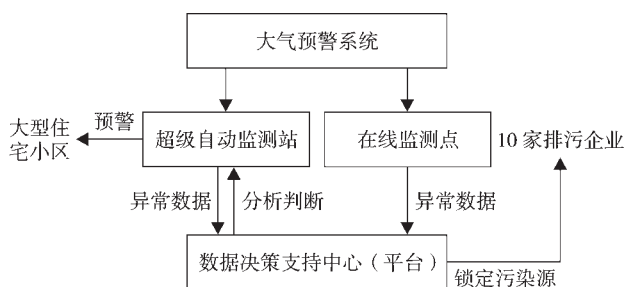 大气预警系统
大型住
宅小区
预警
超级自动监测站
在线监测点
10 家排污企业
异常数据
分析判断
异常数据
数据决策支持中心（平台）
锁定污染源